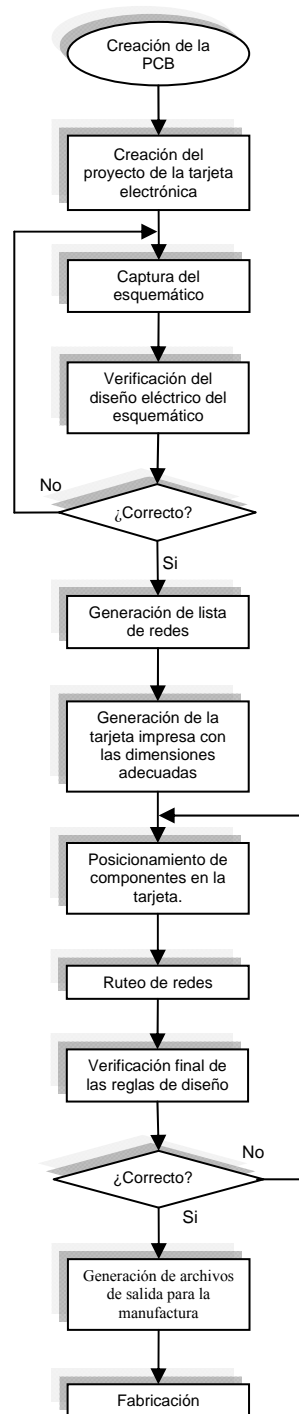 Creación de la
PCB
Creación del
proyecto de la tarjeta
electrónica
Captura del
esquemático
Verificación del
diseño eléctrico del
esquemático
No
¿Correcto?
Si
Generación de lista
de redes
Generación de la
tarjeta impresa con
las dimensiones
adecuadas
Posicionamiento de
componentes en la
tarjeta.
Ruteo de redes
Verificación final de
las reglas de diseño
No
¿Correcto?
Si
Generación de archivos
de salida para la
manufactura
Fabricación